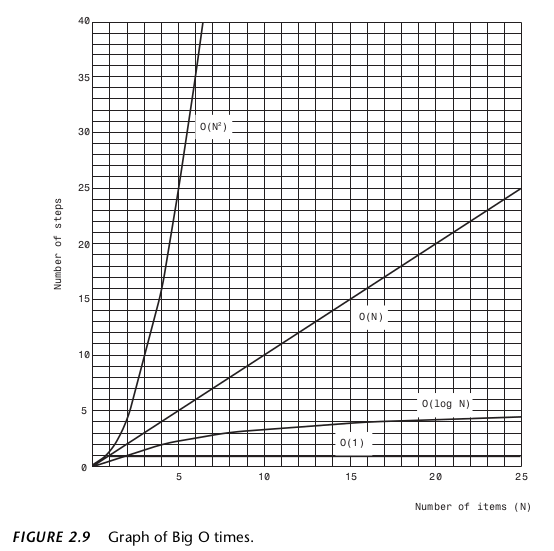 40
35
30
O(N²)
25
Number of steps
20
15
O(N)
10
O(log N)
5
O(1)
0
5 10 15 20 25
Number of items (N)
FIGURE 2.9 Graph of Big O times.